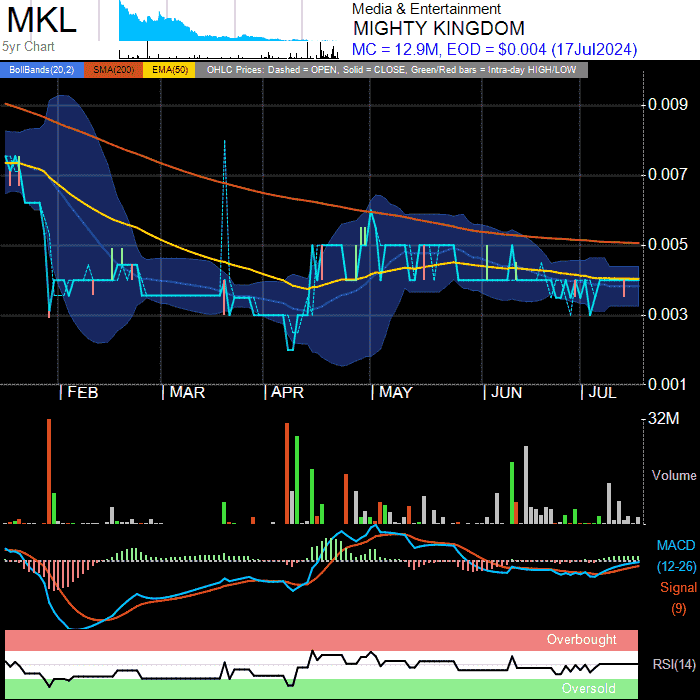 MKL
5yr Chart
Media & Entertainment
MIGHTY KINGDOM
MC = 12.9M, EOD = $0.004 (17Jul2024)
BollBands(20,2) SMA(200) EMA(50) OHLC Prices: Dashed = OPEN, Solid = CLOSE, Green/Red bars = Intra-day HIGH/LOW
0.009
0.007
0.005
0.003
0.001
FEB MAR APR MAY JUN JUL
32M
Volume
MACD
(12-26)
Signal
(9)
Overbought
RSI(14)
Oversold